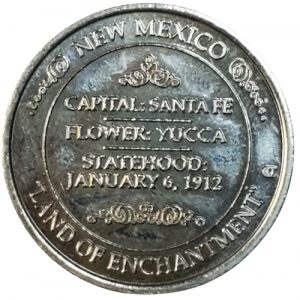 NEW MEXICO
CAPITAL: SANTA FE
FLOWER: YUCCA
STATEHOOD:
JANUARY 6, 1912
"LAND OF ENCHANTMENT"